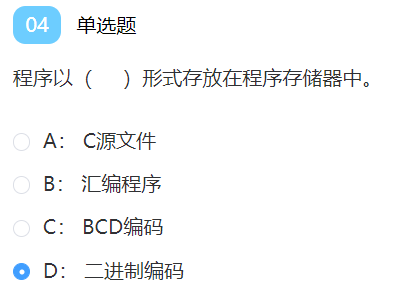 04 单选题
程序以（ ）形式存放在程序存储器中。
A： C源文件
B： 汇编程序
C： BCD编码
D： 二进制编码